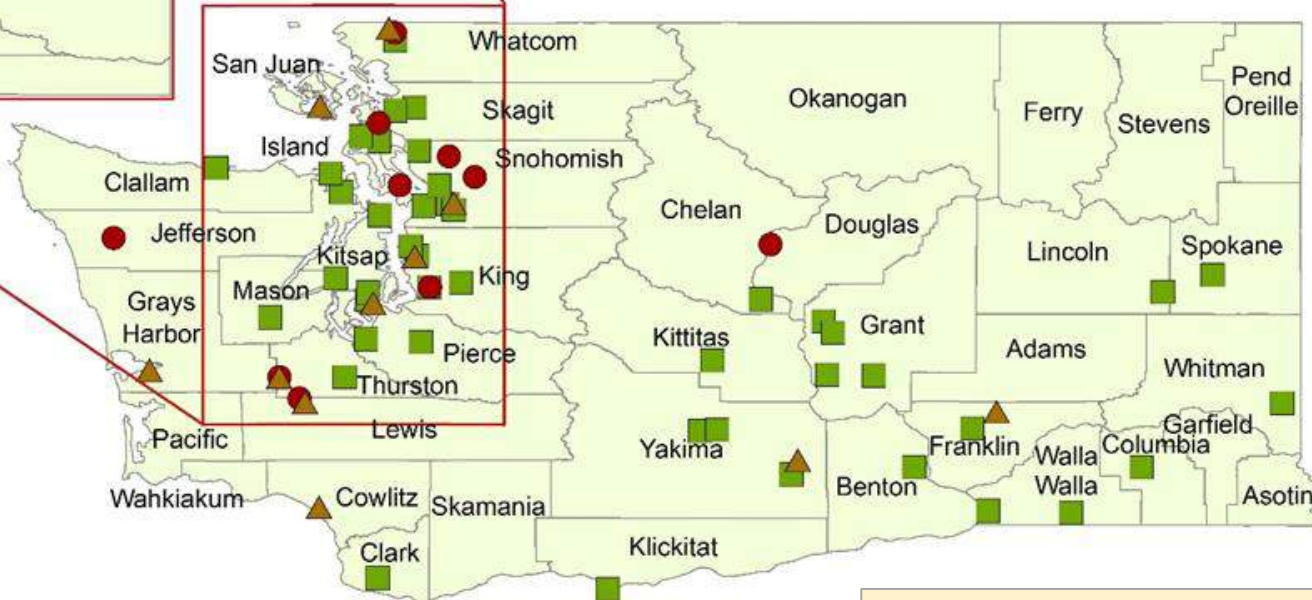 Whatcom
San Juan
Skagit
Okanogan
Ferry
Stevens
Pend
Oreille
Island
Snohomish
Clallam
Chelan
Douglas
Jefferson
Kitsap
King
Lincoln
Spokane
Mason
Grays
Harbor
Kittitas
Grant
Adams
Pierce
Whitman
Thurston
Lewis
Pacific
Yakima
Franklin
Garfield
Columbia
Walla
Walla
Benton
Asotin
Wahkiakum
Cowlitz
Skamania
Clark
Klickitat